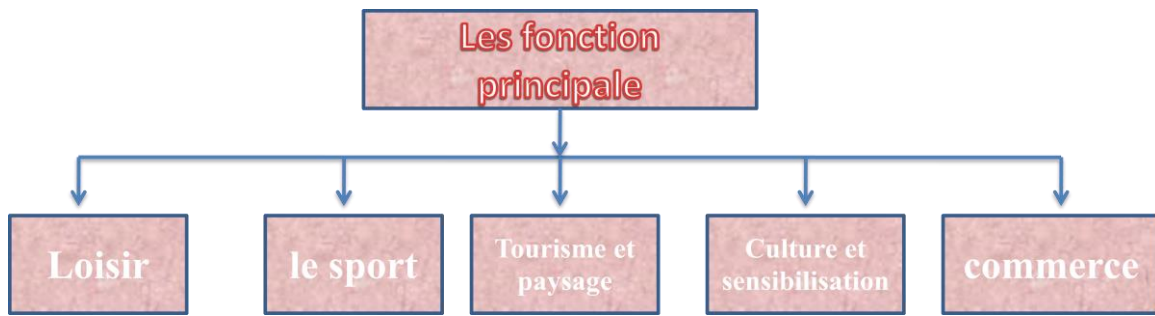 Les fonction
principale
Loisir
le sport
Tourisme et
paysage
Culture et
sensibilisation
commerce